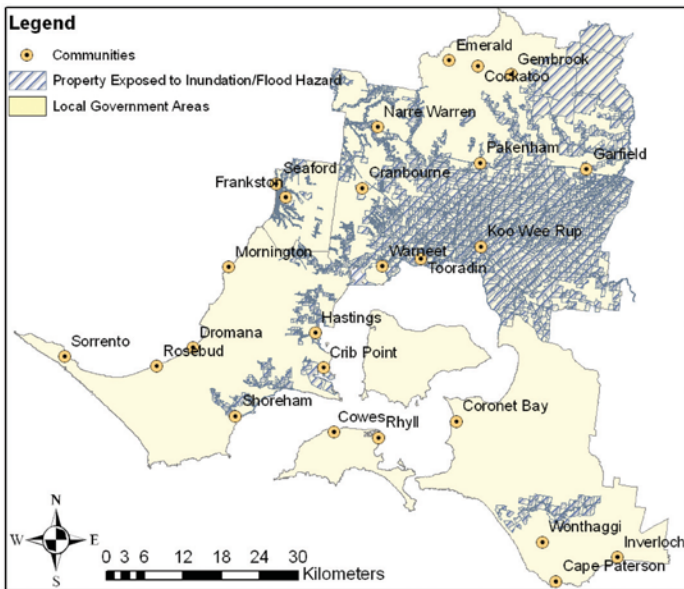 Legend
Communities
Property Exposed to Inundation/Flood Hazard
Local Government Areas
Emerald
Gembrook
Cockatoo
Narre Warren
Pakenham
Garfield
Seaford
Cranbourne
Frankston
Koo Wee Rup
Mornington
Warneet
Tooradin
Hastings
Dromana
Sorrento
Rosebud
Crib Point
Shoreham
Cowes
Rhyll
Coronet Bay
Wonthaggi
Inverloch
Cape Paterson
N
W
E
S
0 3 6 12 18 24 30
Kilometers